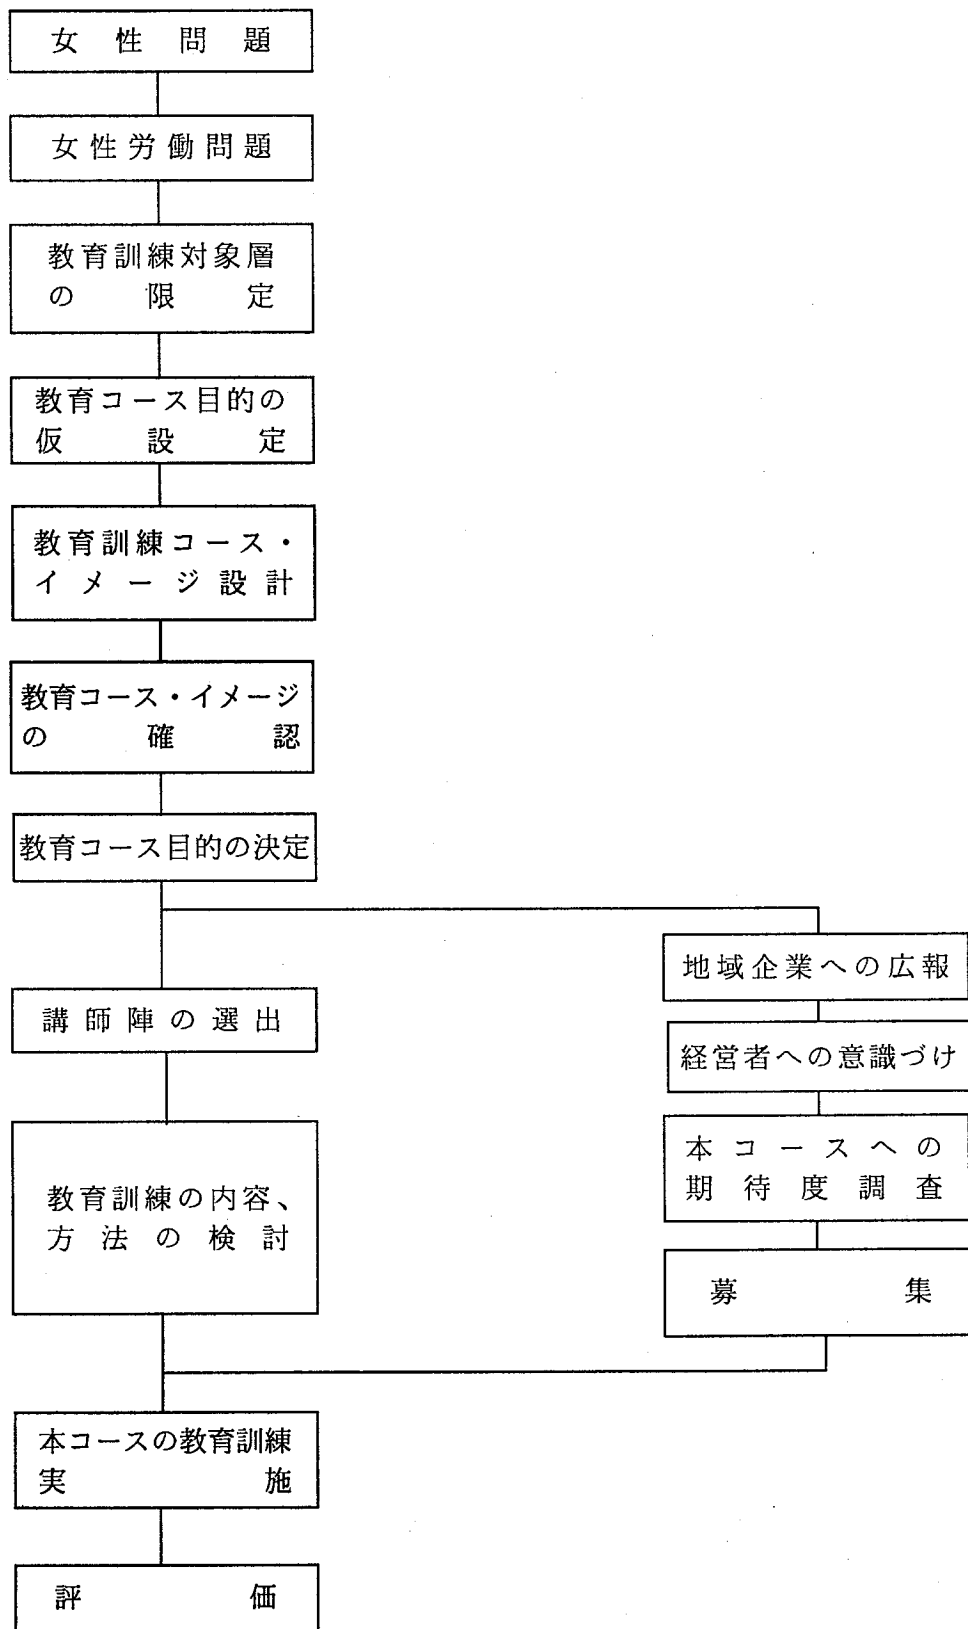 女性問題
女性労働問題
教育訓練対象層
の限定
教育コース目的の
仮設定
教育訓練コース・
イメージ設計
教育コース・イメージ
の確認
教育コース目的の決定
講師陣の選出
教育訓練の内容、
方法の検討
地域企業への広報
経営者への意識づけ
本コースへの
期待度調査
募集
本コースの教育訓練
実施
評価